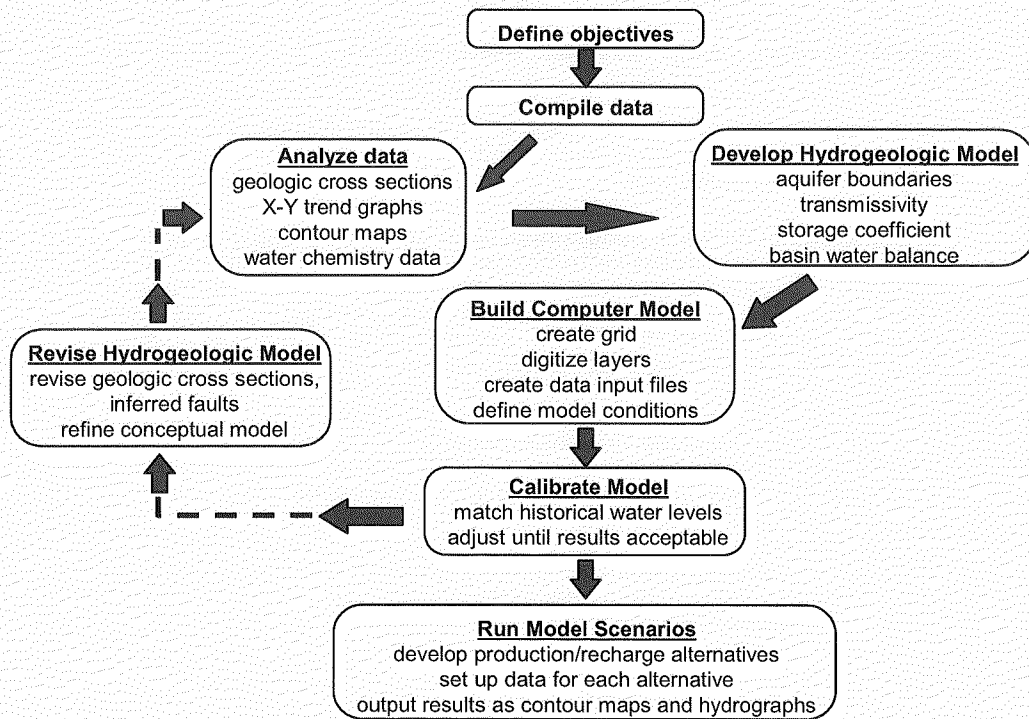 Define objectives
Compile data
Analyze data
geologic cross sections
X-Y trend graphs
contour maps
water chemistry data
Develop Hydrogeologic Model
aquifer boundaries
transmissivity
storage coefficient
basin water balance
Build Computer Model
create grid
digitize layers
create data input files
define model conditions
Revise Hydrogeologic Model
revise geologic cross sections,
inferred faults
refine conceptual model
Calibrate Model
match historical water levels
adjust until results acceptable
Run Model Scenarios
develop production/recharge alternatives
set up data for each alternative
output results as contour maps and hydrographs